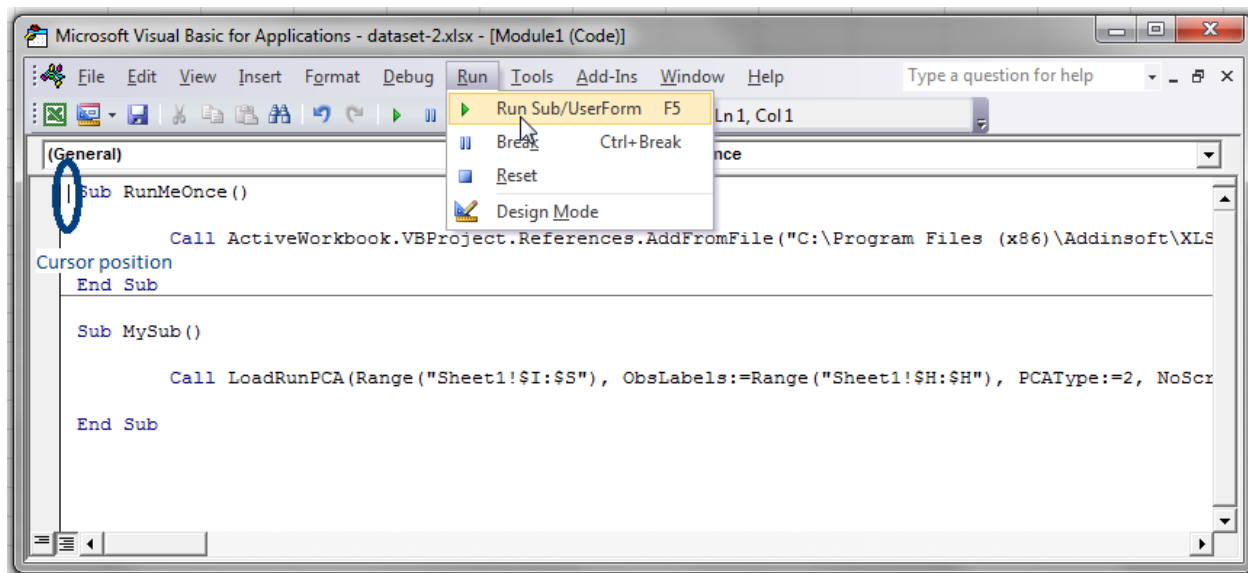 Microsoft Visual Basic for Applications - dataset-2.xlsx - [Module1 (Code)]
File Edit View Insert Format Debug Run Tools Add-Ins Window Help Type a question for help
Run Sub/UserForm F5
Ln 1, Col 1
Break Ctrl+Break
(General) nce
Reset
Sub RunMeOnce()
Design Mode
Call ActiveWorkbook.VBProject.References.AddFromFile("C:\Program Files (x86)\Addinsoft\XLS
Cursor position
End Sub
Sub MySub()
Call LoadRunPCA(Range("Sheet1!$I:$S"), ObsLabels:=Range("Sheet1!$H:$H"), PCAType:=2, NoScr
End Sub